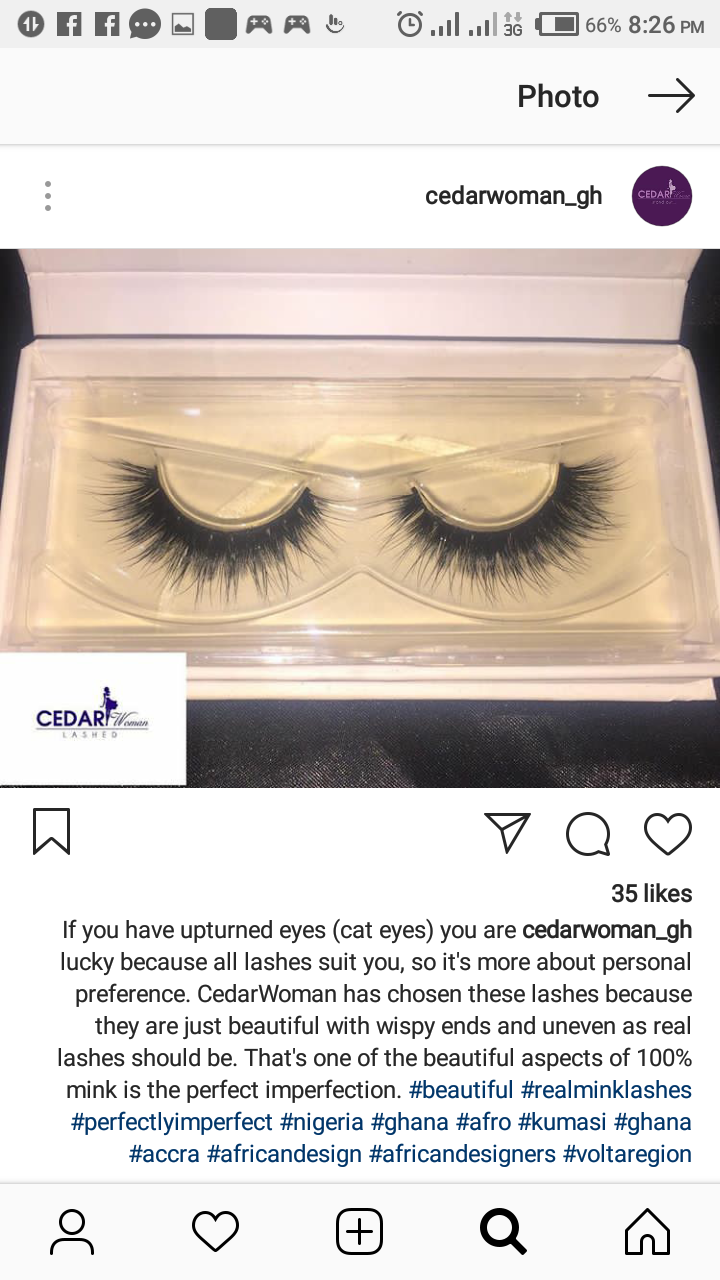 3G 66% 8:26 PM
Photo
cedarwoman_gh
CEDAR
CEDAR Woman
LASHED
35 likes
cedarwoman_gh If you have upturned eyes (cat eyes) you are
lucky because all lashes suit you, so it's more about personal
preference. CedarWoman has chosen these lashes because
they are just beautiful with wispy ends and uneven as real
lashes should be. That's one of the beautiful aspects of 100%
mink is the perfect imperfection. #beautiful #realminklashes
#perfectlyimperfect #nigeria #ghana #afro #kumasi #ghana
#accra #africandesign #africandesigners #voltaregion